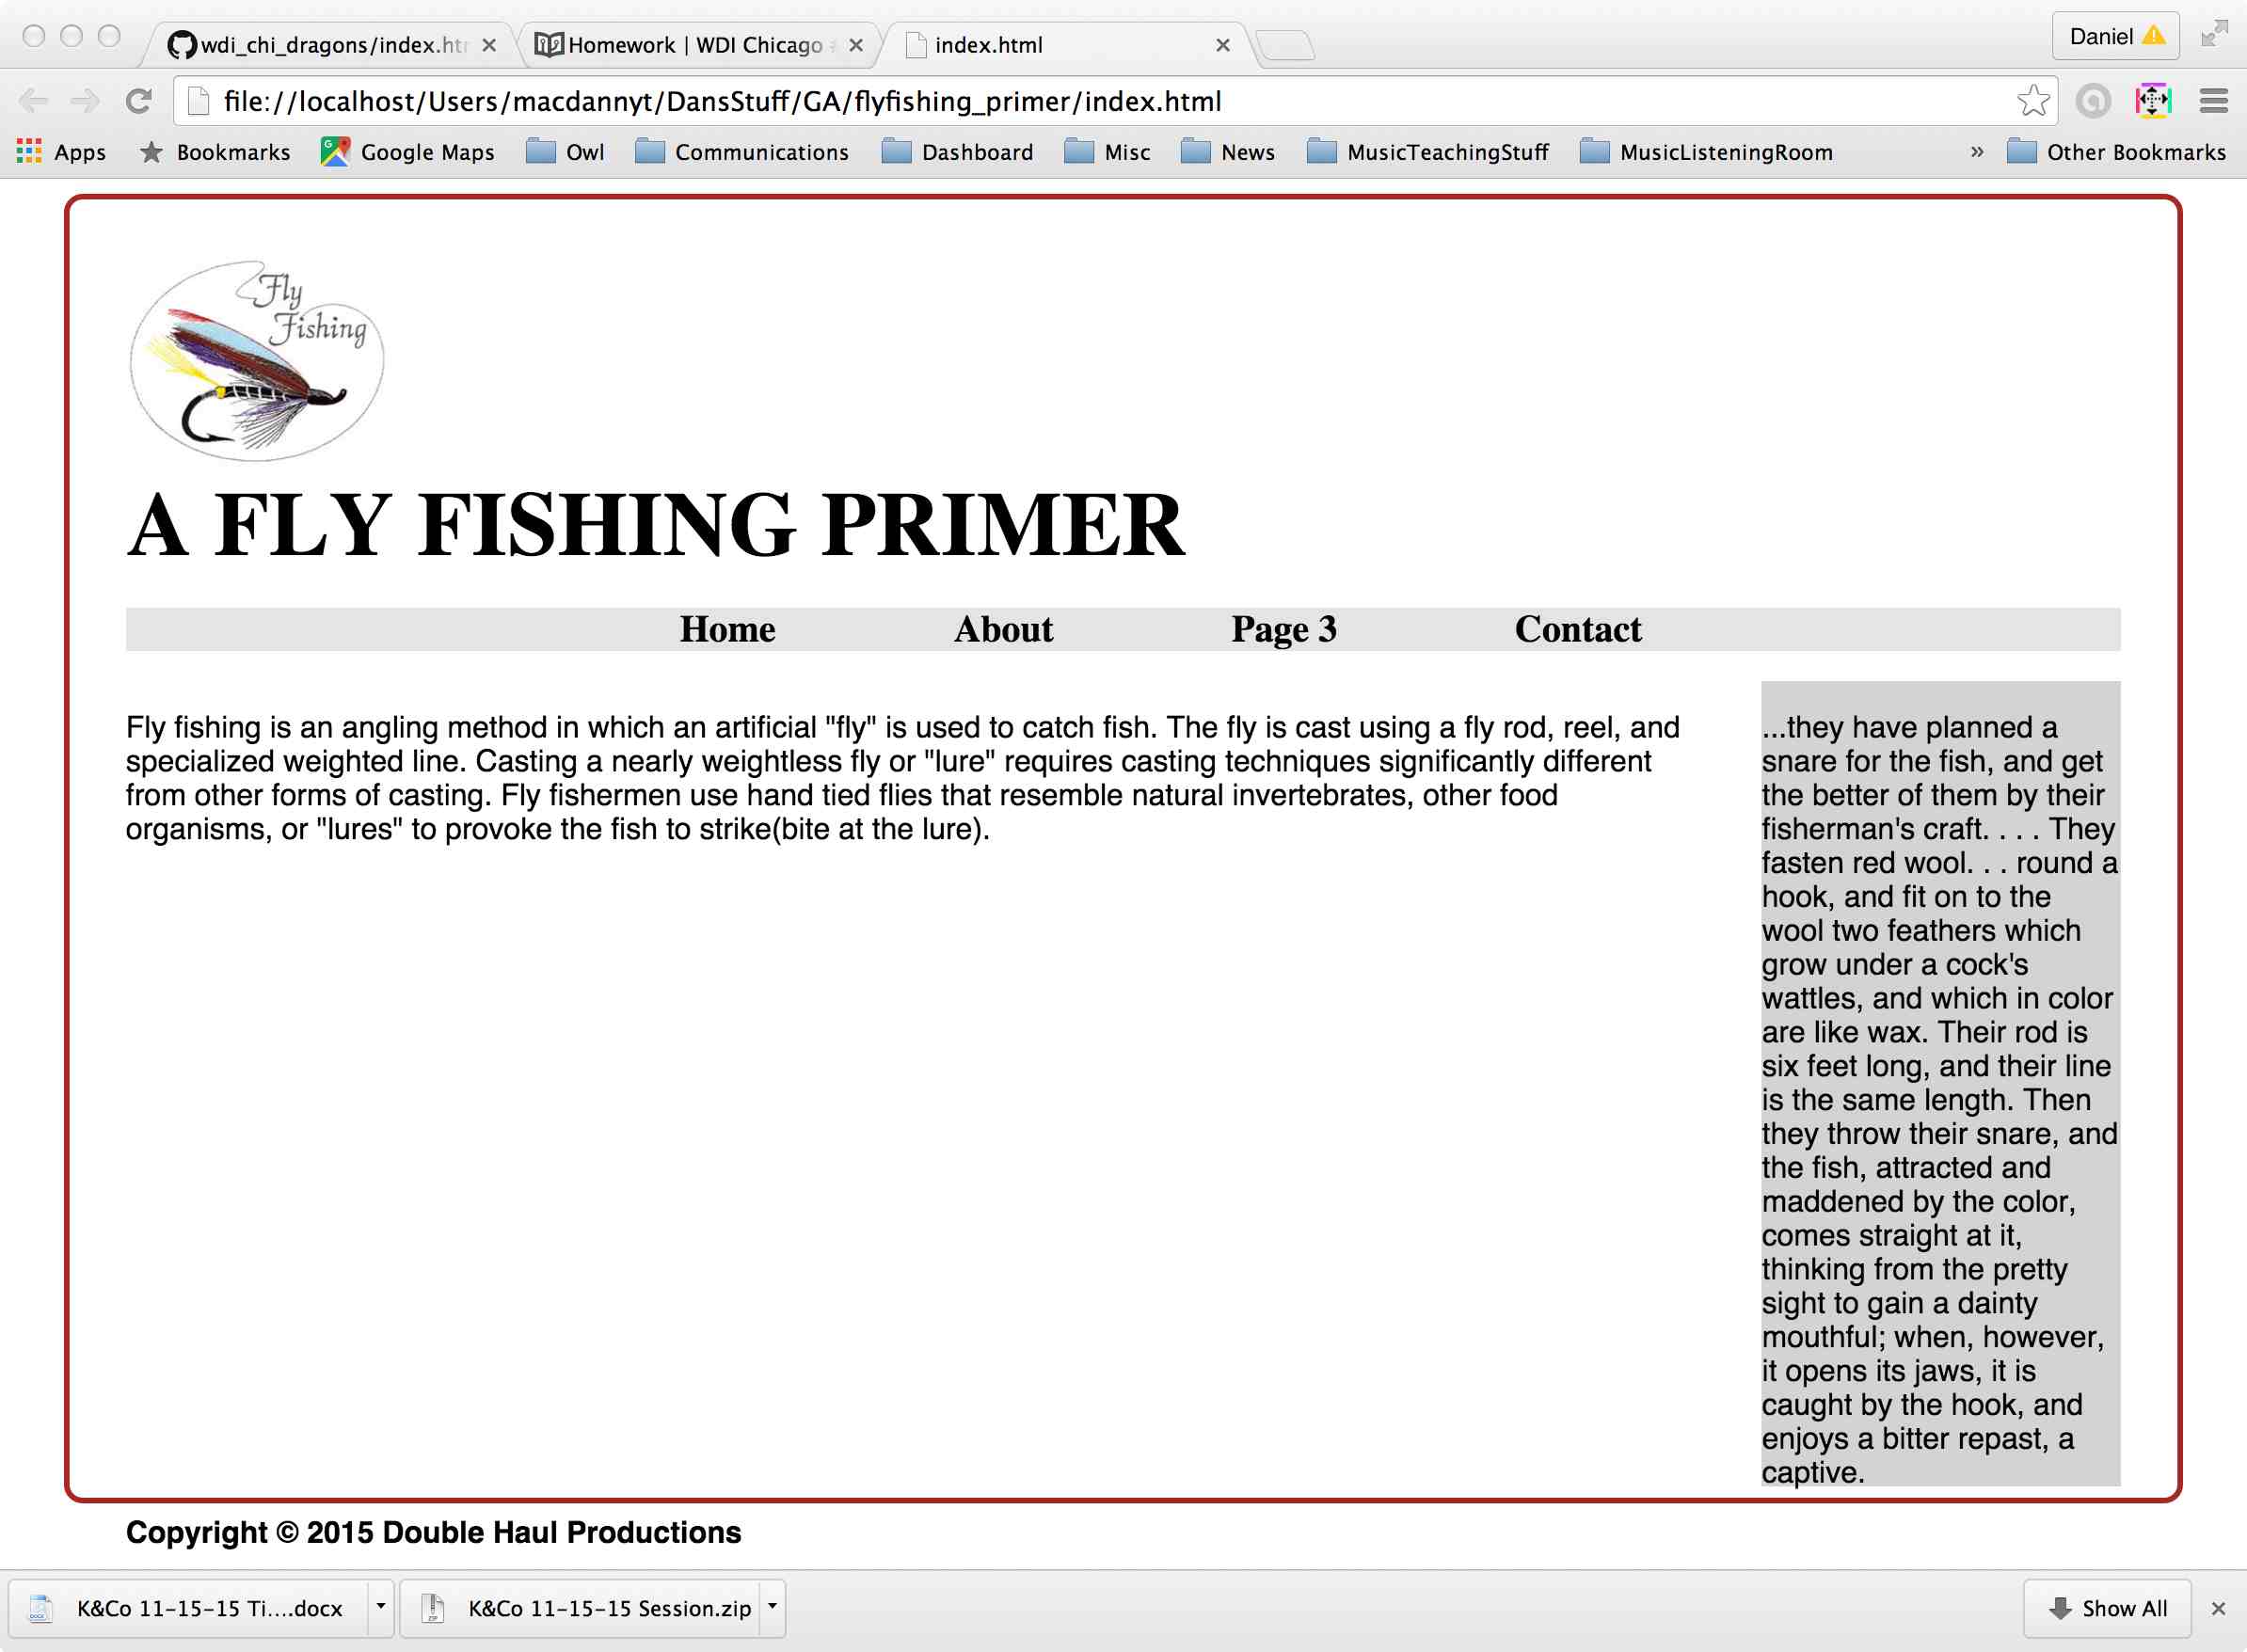 wdi_chi_dragons/index.htm
Homework | WDI Chicago
index.html
Daniel
file://localhost/Users/macdannyt/DansStuff/GA/flyfishing_primer/index.html
Apps Bookmarks Google Maps Owl Communications Dashboard Misc News MusicTeachingStuff MusicListeningRoom » Other Bookmarks
Fly
Fishing
A FLY FISHING PRIMER
Home About Page 3 Contact
Fly fishing is an angling method in which an artificial "fly" is used to catch fish. The fly is cast using a fly rod, reel, and
specialized weighted line. Casting a nearly weightless fly or "lure" requires casting techniques significantly different
from other forms of casting. Fly fishermen use hand tied flies that resemble natural invertebrates, other food
organisms, or "lures" to provoke the fish to strike(bite at the lure).
...they have planned a
snare for the fish, and get
the better of them by their
fisherman's craft. . . . They
fasten red wool. . . round a
hook, and fit on to the
wool two feathers which
grow under a cock's
wattles, and which in color
are like wax. Their rod is
six feet long, and their line
is the same length. Then
they throw their snare, and
the fish, attracted and
maddened by the color,
comes straight at it,
thinking from the pretty
sight to gain a dainty
mouthful; when, however,
it opens its jaws, it is
caught by the hook, and
enjoys a bitter repast, a
captive.
Copyright © 2015 Double Haul Productions
K&Co 11-15-15 Ti....docx
K&Co 11-15-15 Session.zip
Show All